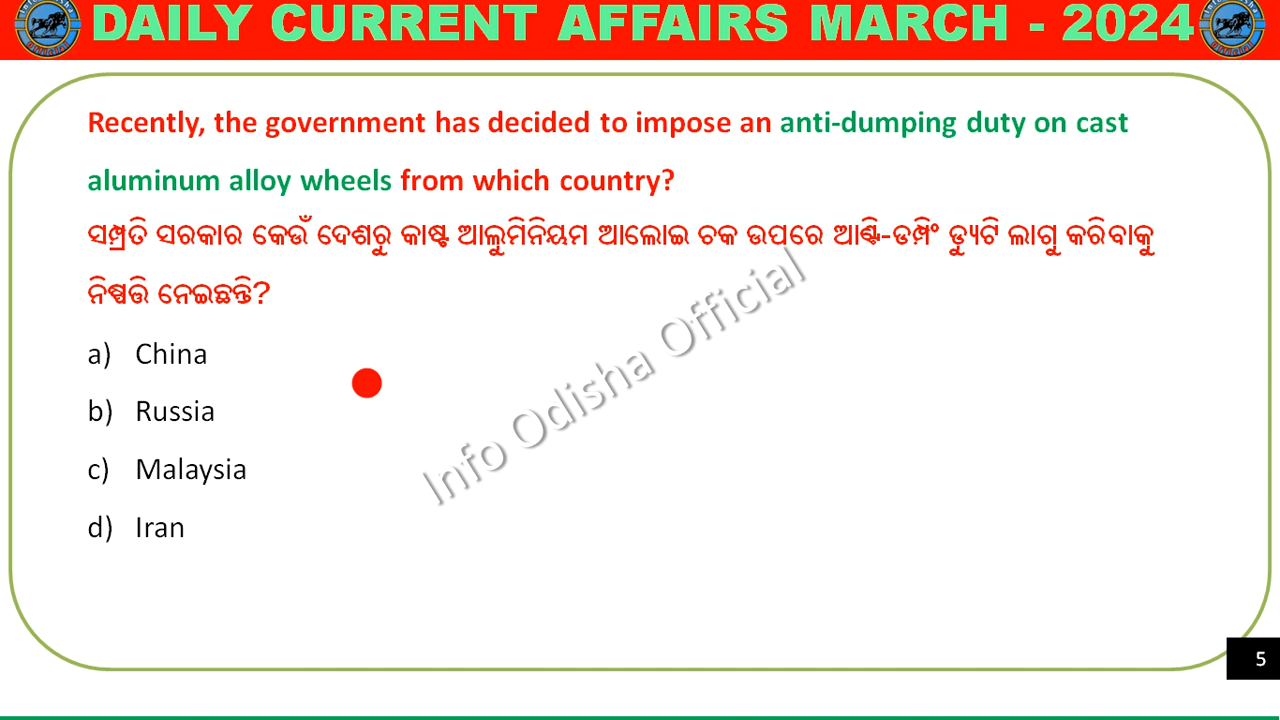 DAILY CURRENT AFFAIRS MARCH - 2024
Recently, the government has decided to impose an anti-dumping duty on cast
aluminum alloy wheels from which country?
ସମ୍ପ୍ରତି ସରକାର କେଉଁ ଦେଶରୁ କାଷ୍ଟ ଆଲୁମିନିୟମ ଆଲୋଇ ଚକ ଉପରେ ଆଣ୍ଟି-ଡମ୍ପିଂ ଡ୍ୟୁଟି ଲାଗୁ କରିବାକୁ
ନିଷ୍ପତ୍ତି ନେଇଛନ୍ତି?
a) China
b) Russia
c) Malaysia
d) Iran
Info Odisha Official
5